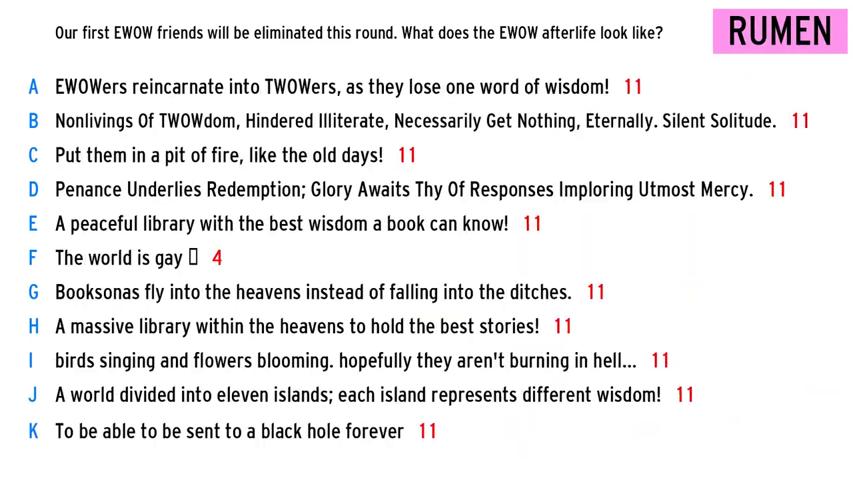 Our first EWOW friends will be eliminated this round. What does the EWOW afterlife look like?
RUMEN
A EWOWers reincarnate into TWOWers, as they lose one word of wisdom! 11
B Nonlivings Of TWOWdom, Hindered Illiterate, Necessarily Get Nothing, Eternally. Silent Solitude. 11
C Put them in a pit of fire, like the old days! 11
D Penance Underlies Redemption; Glory Awaits Thy Of Responses Imploring Utmost Mercy. 11
E A peaceful library with the best wisdom a book can know! 11
F The world is gay ▯ 4
G Booksonas fly into the heavens instead of falling into the ditches. 11
H A massive library within the heavens to hold the best stories! 11
I birds singing and flowers blooming. hopefully they aren't burning in hell... 11
J A world divided into eleven islands; each island represents different wisdom! 11
K To be able to be sent to a black hole forever 11